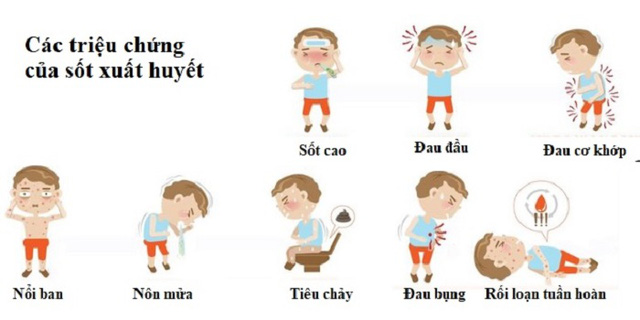 Các triệu chứng
của sốt xuất huyết
Sốt cao
Đau đầu
Đau cơ khớp
Nổi ban
Nôn mửa
Tiêu chảy
Đau bụng
Rối loạn tuần hoàn